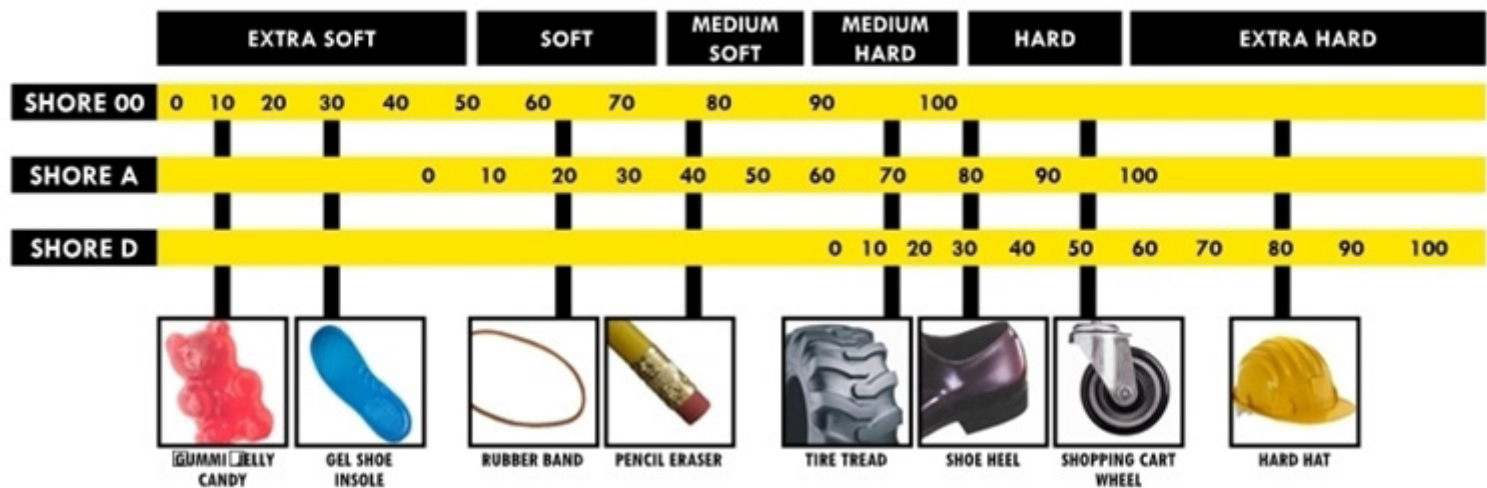 EXTRA SOFT
SOFT
MEDIUM
SOFT
MEDIUM
HARD
HARD
EXTRA HARD
SHORE 00 0 10 20 30 40 50 60 70 80 90 100
SHORE A 0 10 20 30 40 50 60 70 80 90 100
SHORE D 0 10 20 30 40 50 60 70 80 90 100
GUMMI JELLY
CANDY
GEL SHOE
INSOLE
RUBBER BAND
PENCIL ERASER
TIRE TREAD
SHOE HEEL
SHOPPING CART
WHEEL
HARD HAT